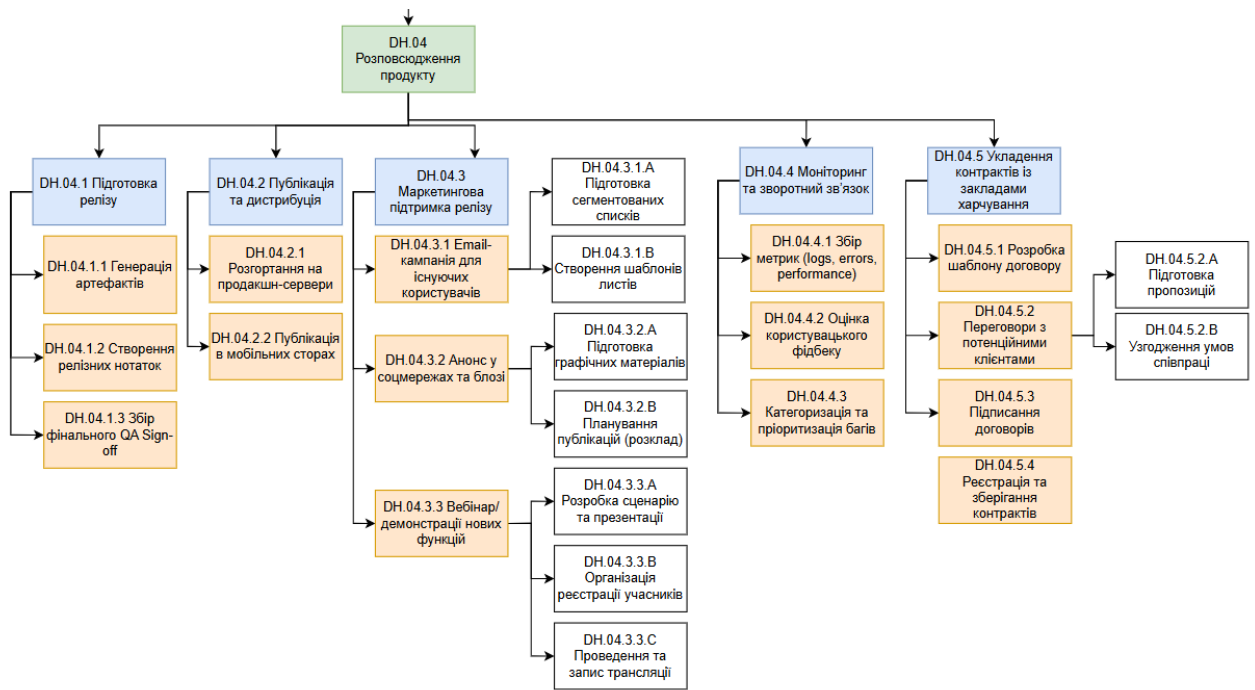 DH.04
Розповсюдження
продукту
DH.04.1 Підготовка
релізу
DH.04.1.1 Генерація
артефактів
DH.04.1.2 Створення
релізних нотаток
DH.04.1.3 Збір
фінального QA Sign-
off
DH.04.2 Публікація
та дистрибуція
DH.04.2.1
Розгортання на
продакшн-сервери
DH.04.2.2 Публікація
в мобільних сторах
DH.04.3
Маркетингова
підтримка релізу
DH.04.3.1 Email-
кампанія для
існуючих
користувачів
DH.04.3.1.A
Підготовка
сегментованих
списків
DH.04.3.1.B
Створення шаблонів
листів
DH.04.3.2 Анонс у
соцмережах та блозі
DH.04.3.2.A
Підготовка
графічних матеріалів
DH.04.3.2.B
Планування
публікацій (розклад)
DH.04.3.3 Вебінар/
демонстрації нових
функцій
DH.04.3.3.A
Розробка сценарію
та презентації
DH.04.3.3.B
Організація
реєстрації учасників
DH.04.3.3.C
Проведення та
запис трансляції
DH.04.4 Моніторинг
та зворотний зв’язок
DH.04.4.1 Збір
метрик (logs, errors,
performance)
DH.04.4.2 Оцінка
користувацького
фідбеку
DH.04.4.3
Категоризація та
пріоритизація багів
DH.04.5 Укладення
контрактів із
закладами
харчування
DH.04.5.1 Розробка
шаблону договору
DH.04.5.2
Переговори з
потенційними
клієнтами
DH.04.5.2.A
Підготовка
пропозицій
DH.04.5.2.B
Узгодження умов
співпраці
DH.04.5.3
Підписання
договорів
DH.04.5.4
Реєстрація та
зберігання
контрактів